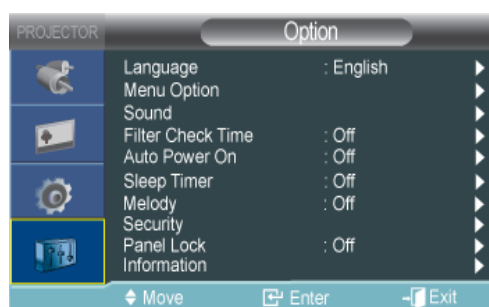 PROJECTOR
Option
Language : English
Menu Option
Sound
Filter Check Time : Off
Auto Power On : Off
Sleep Timer : Off
Melody : Off
Security
Panel Lock : Off
Information
Move Enter Exit